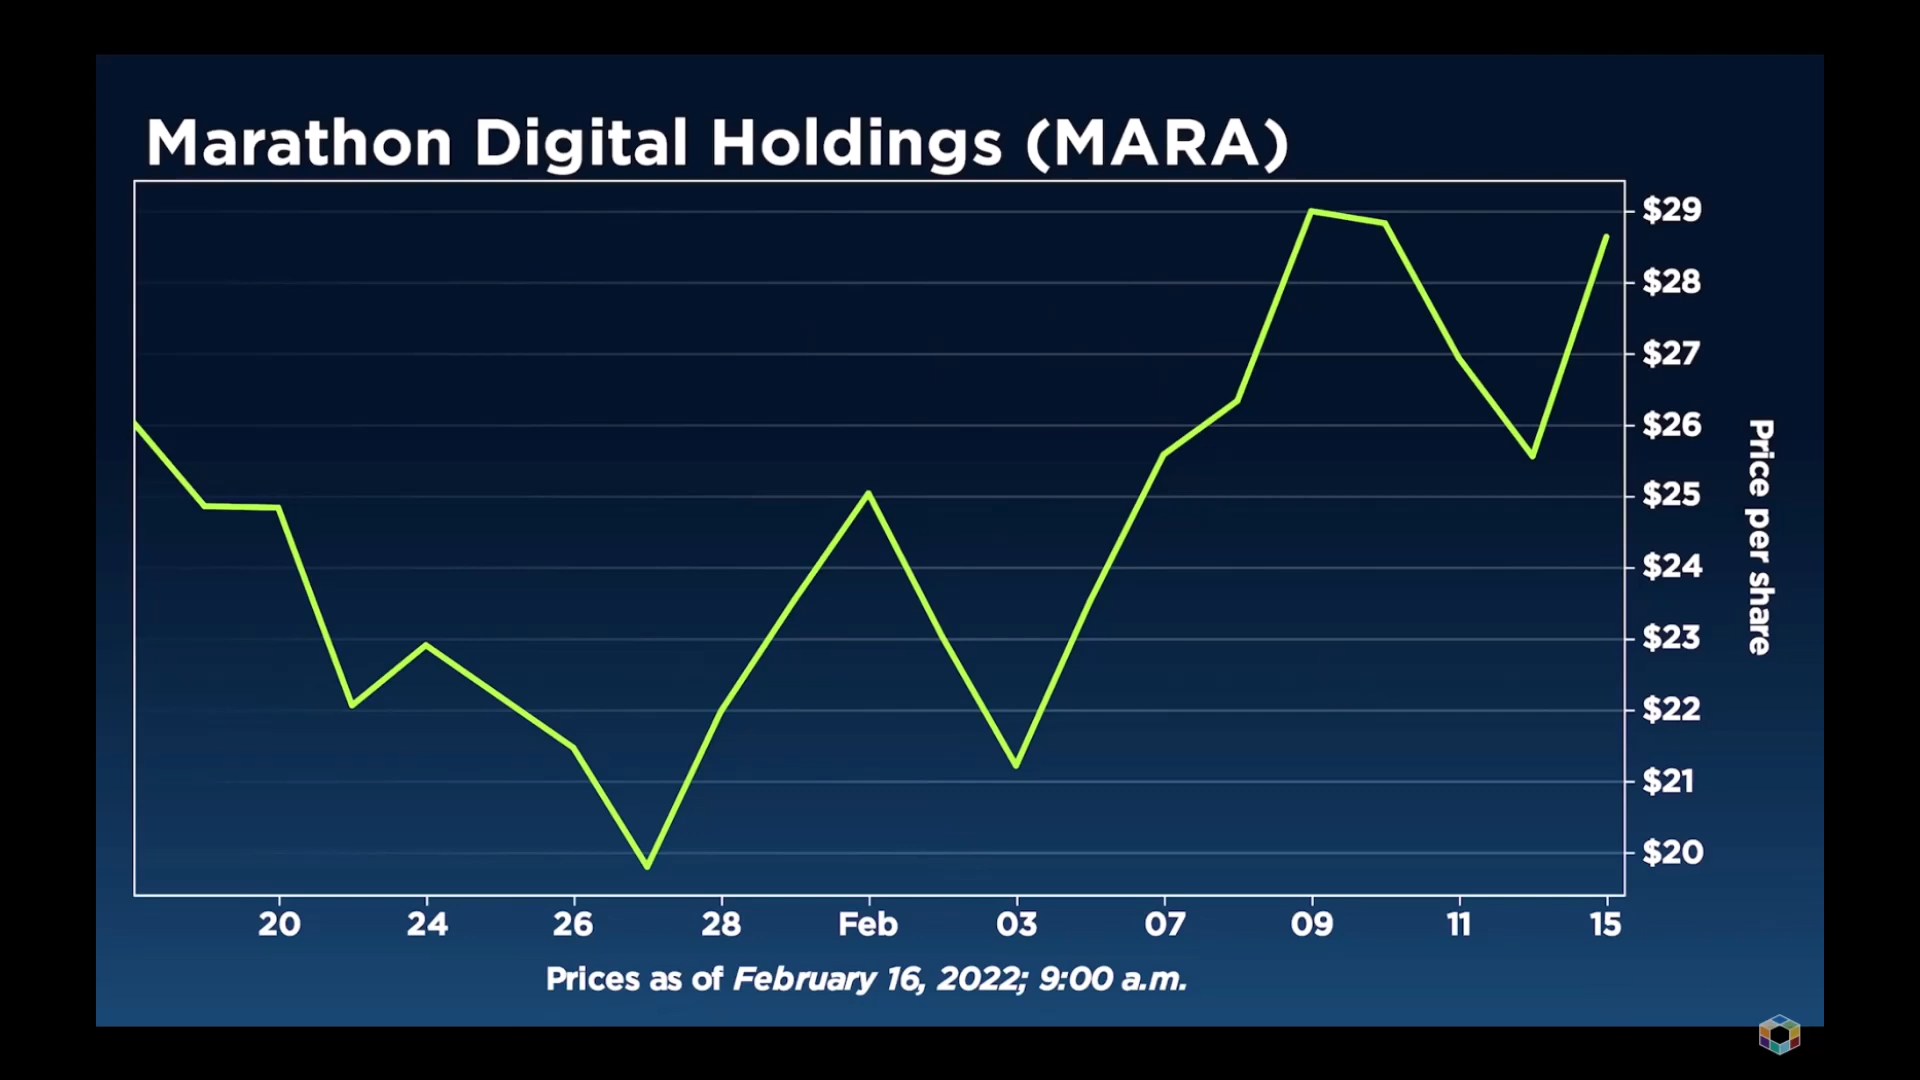 Marathon Digital Holdings (MARA)
$29
$28
$27
$26
$25
$24
$23
$22
$21
$20
Price per share
20 24 26 28 Feb 03 07 09 11 15
Prices as of February 16, 2022; 9:00 a.m.